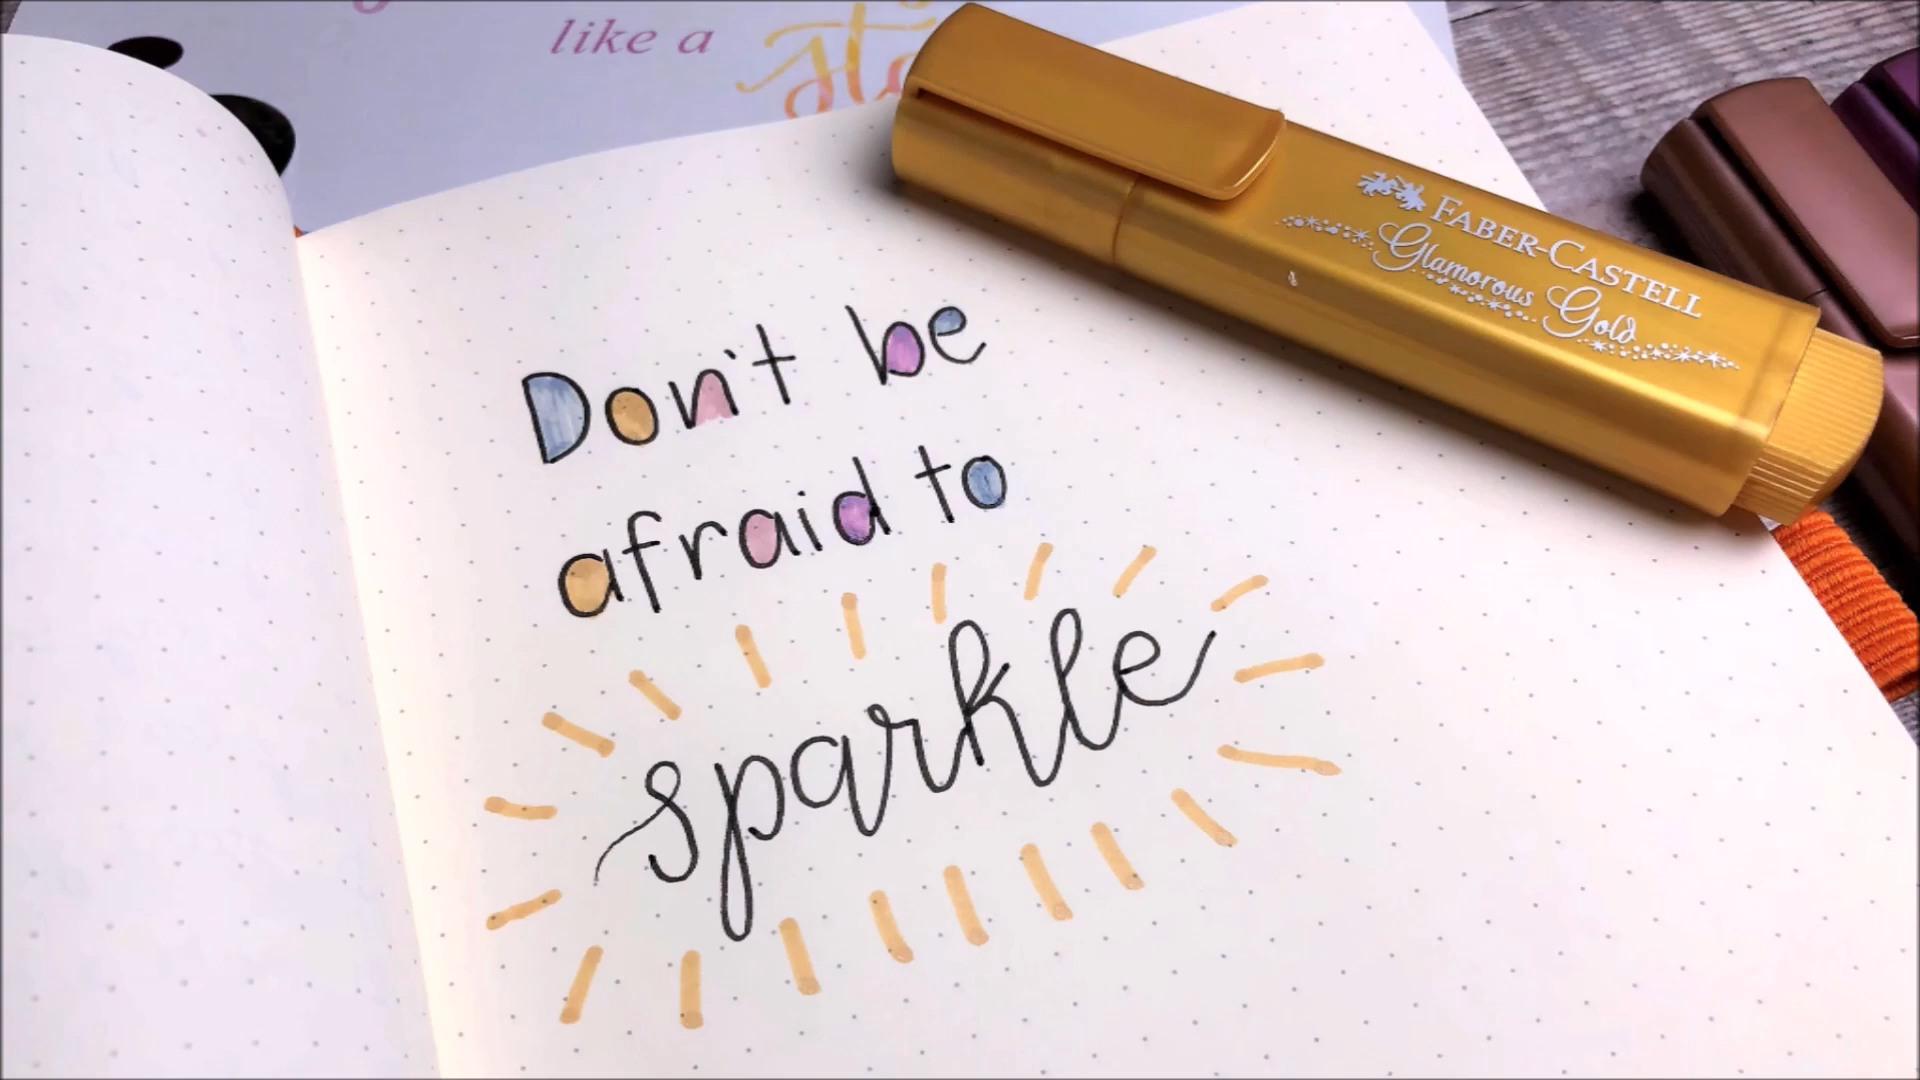 like a
Don't be
afraid to
sparkle
FABER-CASTELL
Glamorous Gold